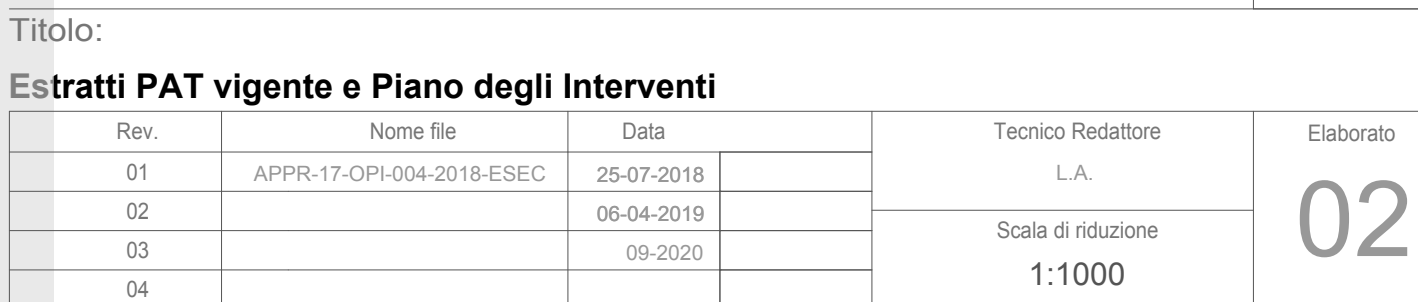 Titolo:
Estratti PAT vigente e Piano degli Interventi
Rev. Nome file Data Tecnico Redattore Elaborato
01 APPR-17-OPI-004-2018-ESEC 25-07-2018 L.A. 02
02 06-04-2019
Scala di riduzione
03 09-2020
1:1000
04